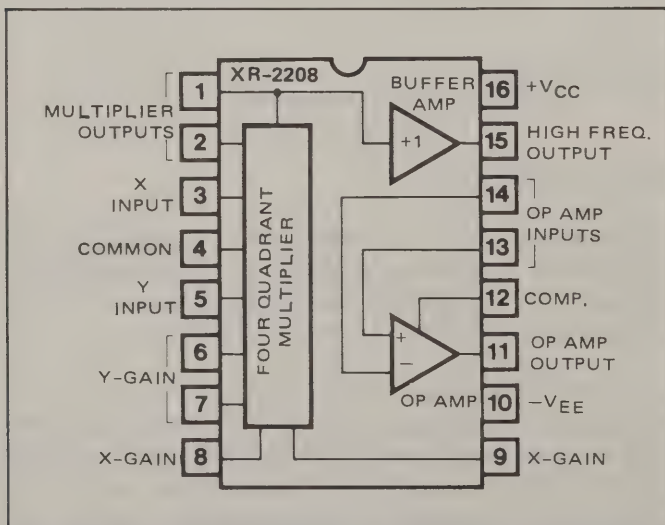 XR-2208
1
MULTIPLIER
OUTPUTS
2
X
INPUT
3
COMMON
4
Y
INPUT
5
6
Y-GAIN
7
X-GAIN
8
FOUR QUADRANT
MULTIPLIER
BUFFER
AMP
+1
+
−
OP AMP
16
+VCC
15
HIGH FREQ.
OUTPUT
14
OP AMP
INPUTS
13
12
COMP.
11
OP AMP
OUTPUT
10
−VEE
9
X-GAIN